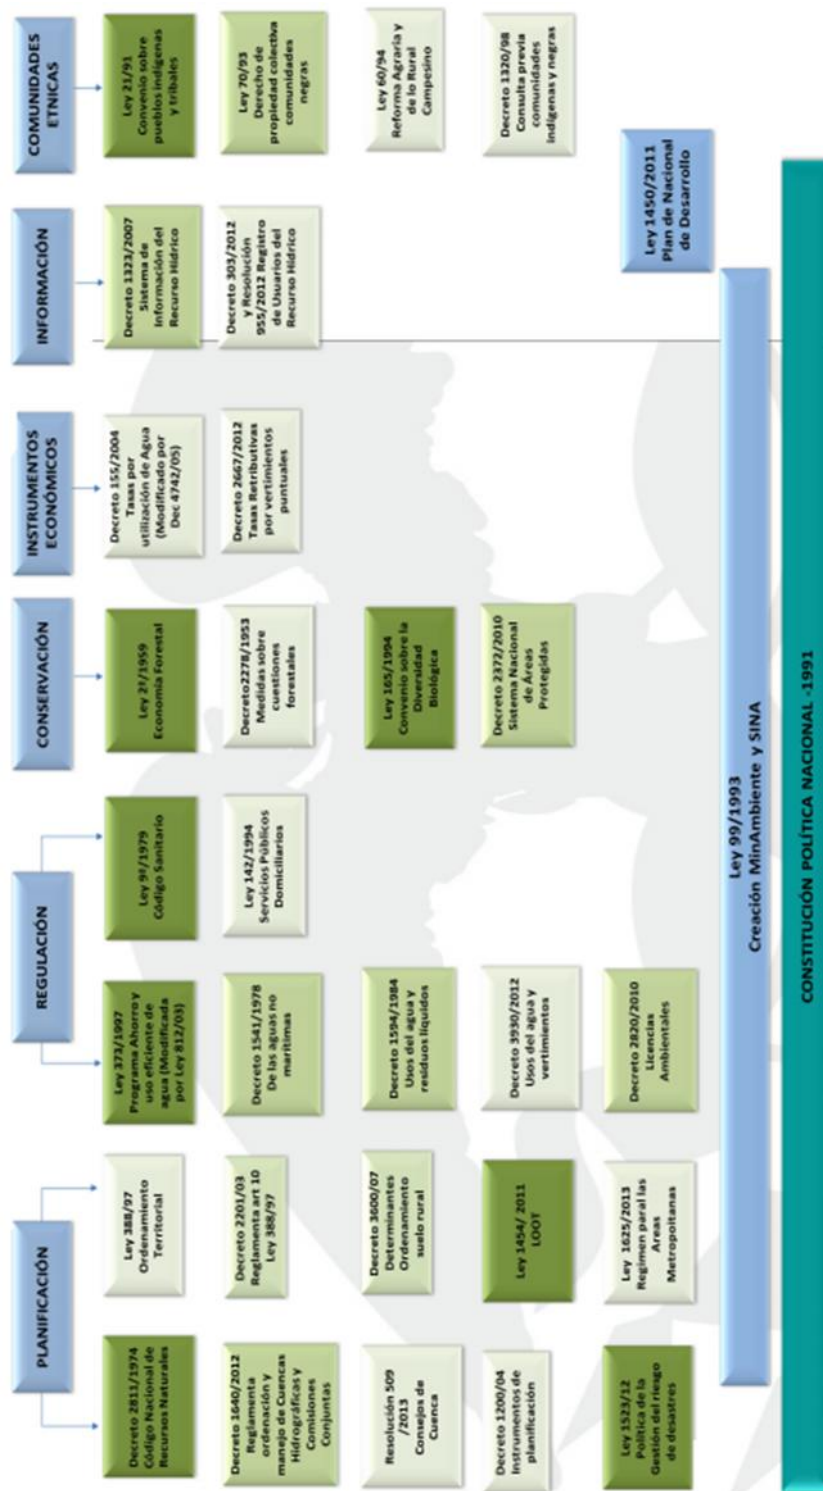 PLANIFICACIÓN
Decreto 2811/1974
Código Nacional de
Recursos Naturales
Decreto 1640/2012
Reglamenta
ordenación y
manejo de Cuencas
Hidrográficas y
Comisiones
Conjuntas
Resolución 509
/2013
Consejos de
Cuenca
Decreto 1200/04
Instrumentos de
planificación
Ley 1523/12
Política de la
Gestión del riesgo
de desastres
Ley 388/97
Ordenamiento
Territorial
Decreto 2201/03
Reglamenta art 10
Ley 388/97
Decreto 3600/07
Determinantes
Ordenamiento
suelo rural
Ley 1454/ 2011
LOOT
Ley 1625/2013
Regimen paral las
Areas
Metropoitanas
REGULACIÓN
Ley 373/1997
Programa Ahorro y
uso eficiente de
agua (Modificada
por Ley 812/03)
Decreto 1541/1978
De las aguas no
marítimas
Decreto 1594/1984
Usos del agua y
residuos líquidos
Decreto 3930/2012
Usos del agua y
vertimientos
Decreto 2820/2010
Licencias
Ambientales
Ley 9ª/1979
Código Sanitario
Ley 142/1994
Servicios Públicos
Domiciliarios
CONSERVACIÓN
Ley 2ª/1959
Economía Forestal
Decreto2278/1953
Medidas sobre
cuestiones
forestales
Ley 165/1994
Convenio sobre la
Diversidad
Biológica
Decreto 2372/2010
Sistema Nacional
de Áreas
Protegidas
INSTRUMENTOS
ECONÓMICOS
Decreto 155/2004
Tasas por
utilización de Agua
(Modificado por
Dec 4742/05)
Decreto 2667/2012
Tasas Retributivas
por vertimientos
puntuales
INFORMACIÓN
Decreto 1323/2007
Sistema de
Información del
Recurso Hídrico
Decreto 303/2012
y Resolución
955/2012 Registro
de Usuarios del
Recurso Hídrico
COMUNIDADES
ETNICAS
Ley 21/91
Convenio sobre
pueblos indígenas
y tribales
Ley 70/93
Derecho de
propiedad colectiva
comunidades
negras
Ley 60/94
Reforma Agraria y
de lo Rural
Campesino
Decreto 1320/98
Consulta previa
comunidades
indígenas y negras
Ley 1450/2011
Plan de Nacional
de Desarrollo
Ley 99/1993
Creación MinAmbiente y SINA
CONSTITUCIÓN POLÍTICA NACIONAL -1991